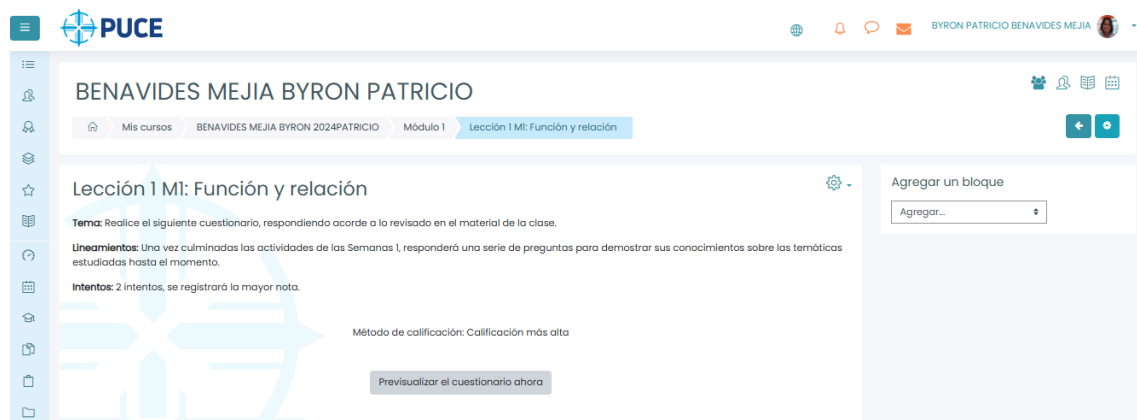 PUCE
BYRON PATRICIO BENAVIDES MEJIA
BENAVIDES MEJIA BYRON PATRICIO
Mis cursos
BENAVIDES MEJIA BYRON 2024PATRICIO
Módulo 1
Lección 1 M1: Función y relación
Lección 1 M1: Función y relación
Tema: Realice el siguiente cuestionario, respondiendo acorde a lo revisado en el material de la clase.
Lineamientos: Una vez culminadas las actividades de las Semanas 1, responderá una serie de preguntas para demostrar sus conocimientos sobre las temáticas
estudiadas hasta el momento.
Intentos: 2 intentos, se registrará la mayor nota.
Método de calificación: Calificación más alta
Previsualizar el cuestionario ahora
Agregar un bloque
Agregar...